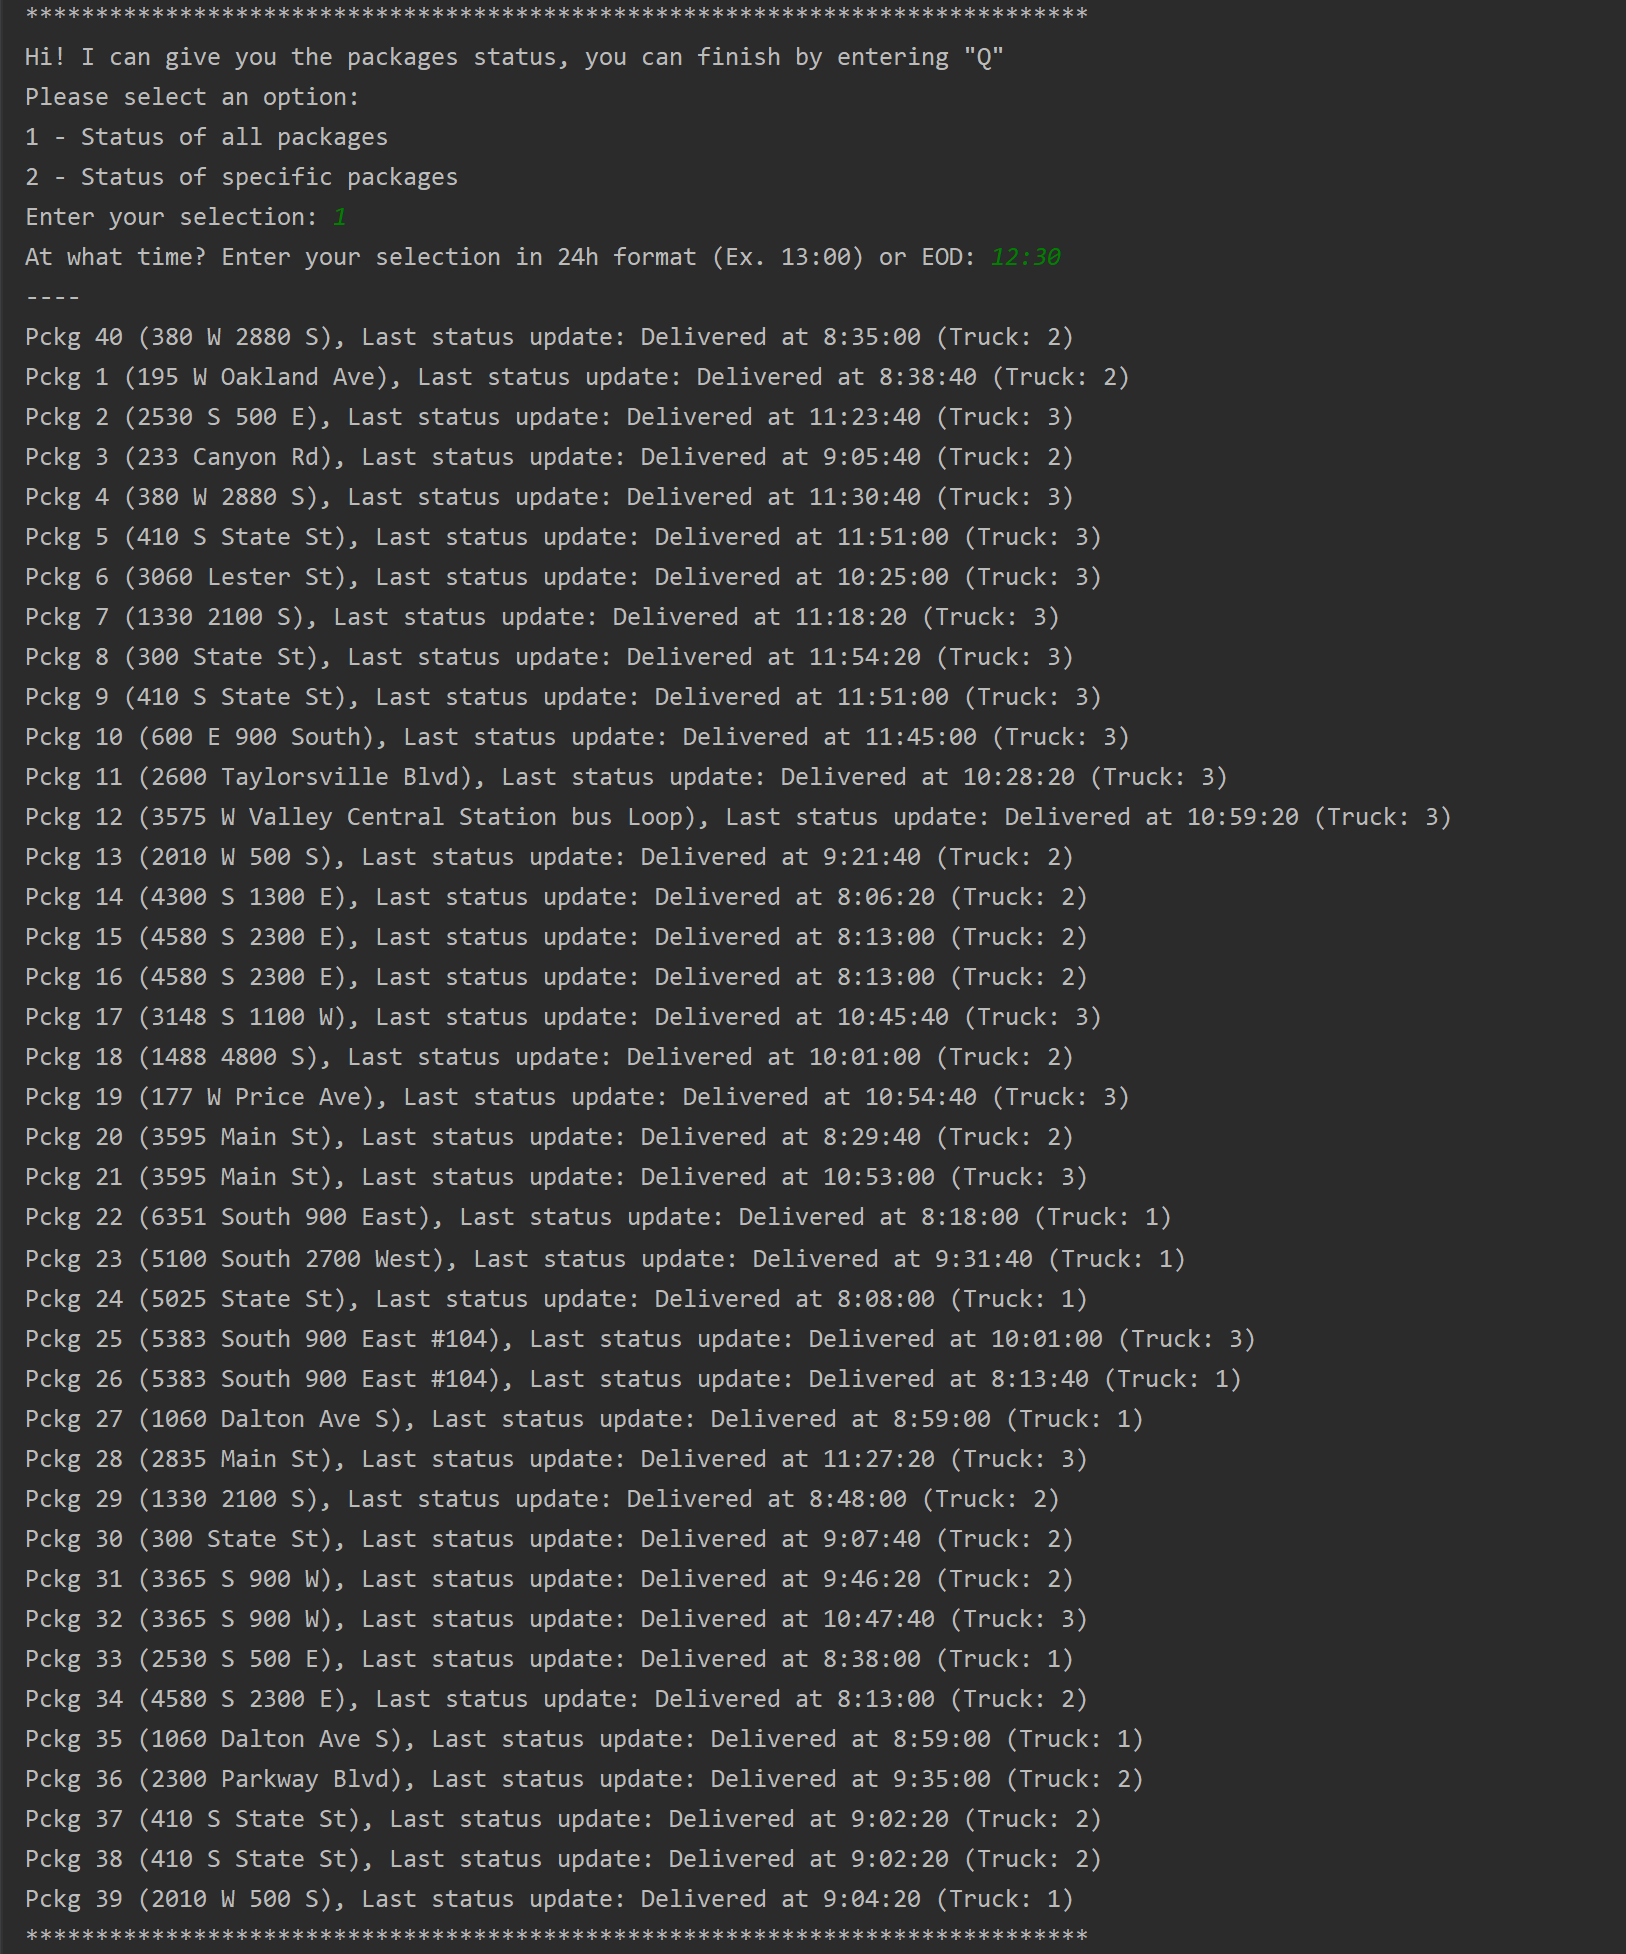 ****************************************************************************
Hi! I can give you the packages status, you can finish by entering "Q"
Please select an option:
1 - Status of all packages
2 - Status of specific packages
Enter your selection: 1
At what time? Enter your selection in 24h format (Ex. 13:00) or EOD: 12:30
----
Pckg 40 (380 W 2880 S), Last status update: Delivered at 8:35:00 (Truck: 2)
Pckg 1 (195 W Oakland Ave), Last status update: Delivered at 8:38:40 (Truck: 2)
Pckg 2 (2530 S 500 E), Last status update: Delivered at 11:23:40 (Truck: 3)
Pckg 3 (233 Canyon Rd), Last status update: Delivered at 9:05:40 (Truck: 2)
Pckg 4 (380 W 2880 S), Last status update: Delivered at 11:30:40 (Truck: 3)
Pckg 5 (410 S State St), Last status update: Delivered at 11:51:00 (Truck: 3)
Pckg 6 (3060 Lester St), Last status update: Delivered at 10:25:00 (Truck: 3)
Pckg 7 (1330 2100 S), Last status update: Delivered at 11:18:20 (Truck: 3)
Pckg 8 (300 State St), Last status update: Delivered at 11:54:20 (Truck: 3)
Pckg 9 (410 S State St), Last status update: Delivered at 11:51:00 (Truck: 3)
Pckg 10 (600 E 900 South), Last status update: Delivered at 11:45:00 (Truck: 3)
Pckg 11 (2600 Taylorsville Blvd), Last status update: Delivered at 10:28:20 (Truck: 3)
Pckg 12 (3575 W Valley Central Station bus Loop), Last status update: Delivered at 10:59:20 (Truck: 3)
Pckg 13 (2010 W 500 S), Last status update: Delivered at 9:21:40 (Truck: 2)
Pckg 14 (4300 S 1300 E), Last status update: Delivered at 8:06:20 (Truck: 2)
Pckg 15 (4580 S 2300 E), Last status update: Delivered at 8:13:00 (Truck: 2)
Pckg 16 (4580 S 2300 E), Last status update: Delivered at 8:13:00 (Truck: 2)
Pckg 17 (3148 S 1100 W), Last status update: Delivered at 10:45:40 (Truck: 3)
Pckg 18 (1488 4800 S), Last status update: Delivered at 10:01:00 (Truck: 2)
Pckg 19 (177 W Price Ave), Last status update: Delivered at 10:54:40 (Truck: 3)
Pckg 20 (3595 Main St), Last status update: Delivered at 8:29:40 (Truck: 2)
Pckg 21 (3595 Main St), Last status update: Delivered at 10:53:00 (Truck: 3)
Pckg 22 (6351 South 900 East), Last status update: Delivered at 8:18:00 (Truck: 1)
Pckg 23 (5100 South 2700 West), Last status update: Delivered at 9:31:40 (Truck: 1)
Pckg 24 (5025 State St), Last status update: Delivered at 8:08:00 (Truck: 1)
Pckg 25 (5383 South 900 East #104), Last status update: Delivered at 10:01:00 (Truck: 3)
Pckg 26 (5383 South 900 East #104), Last status update: Delivered at 8:13:40 (Truck: 1)
Pckg 27 (1060 Dalton Ave S), Last status update: Delivered at 8:59:00 (Truck: 1)
Pckg 28 (2835 Main St), Last status update: Delivered at 11:27:20 (Truck: 3)
Pckg 29 (1330 2100 S), Last status update: Delivered at 8:48:00 (Truck: 2)
Pckg 30 (300 State St), Last status update: Delivered at 9:07:40 (Truck: 2)
Pckg 31 (3365 S 900 W), Last status update: Delivered at 9:46:20 (Truck: 2)
Pckg 32 (3365 S 900 W), Last status update: Delivered at 10:47:40 (Truck: 3)
Pckg 33 (2530 S 500 E), Last status update: Delivered at 8:38:00 (Truck: 1)
Pckg 34 (4580 S 2300 E), Last status update: Delivered at 8:13:00 (Truck: 2)
Pckg 35 (1060 Dalton Ave S), Last status update: Delivered at 8:59:00 (Truck: 1)
Pckg 36 (2300 Parkway Blvd), Last status update: Delivered at 9:35:00 (Truck: 2)
Pckg 37 (410 S State St), Last status update: Delivered at 9:02:20 (Truck: 2)
Pckg 38 (410 S State St), Last status update: Delivered at 9:02:20 (Truck: 2)
Pckg 39 (2010 W 500 S), Last status update: Delivered at 9:04:20 (Truck: 1)
****************************************************************************